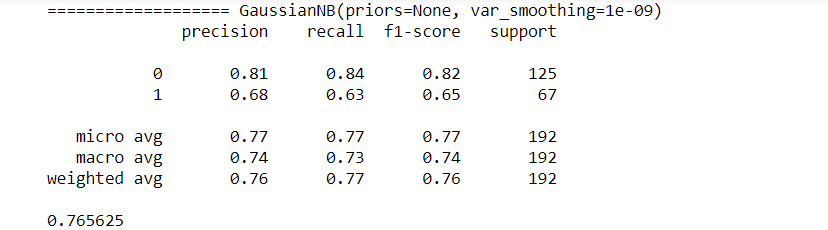 =================== GaussianNB(priors=None, var_smoothing=1e-09)
              precision    recall  f1-score   support

           0       0.81      0.84      0.82       125
           1       0.68      0.63      0.65        67

   micro avg       0.77      0.77      0.77       192
   macro avg       0.74      0.73      0.74       192
weighted avg       0.76      0.77      0.76       192

0.765625